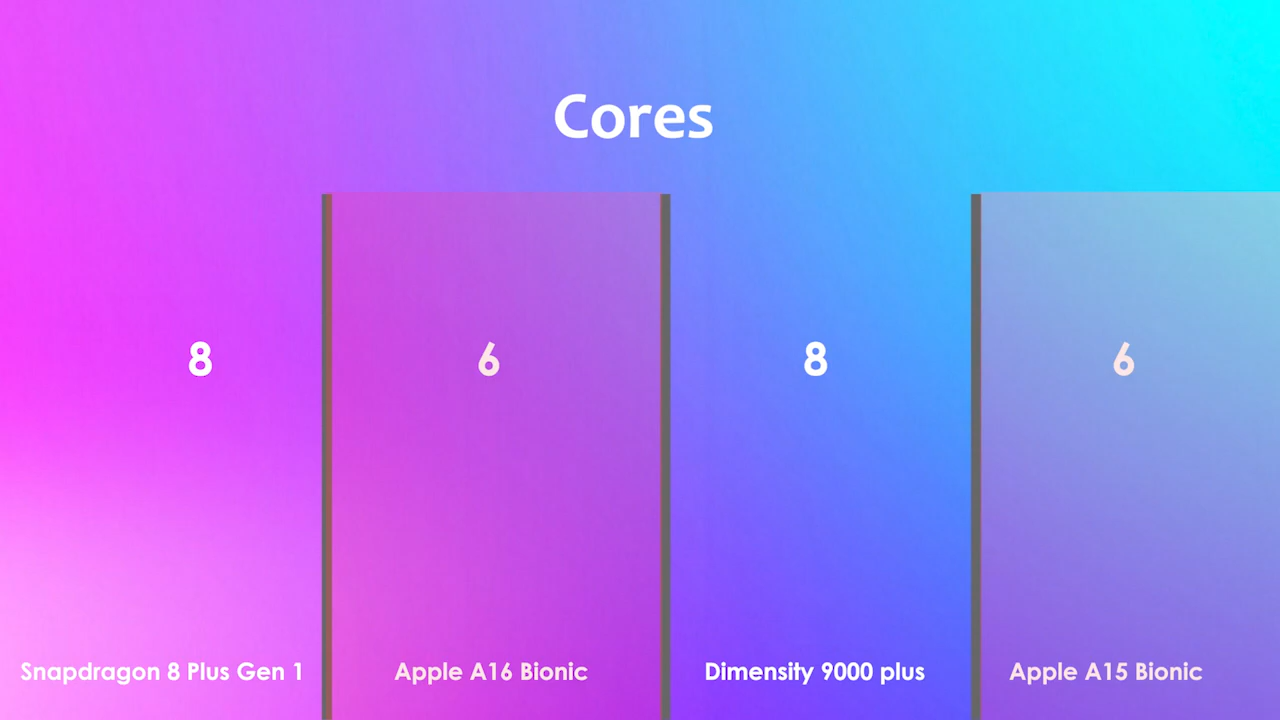 Cores
8
6
8
6
Snapdragon 8 Plus Gen 1
Apple A16 Bionic
Dimensity 9000 plus
Apple A15 Bionic